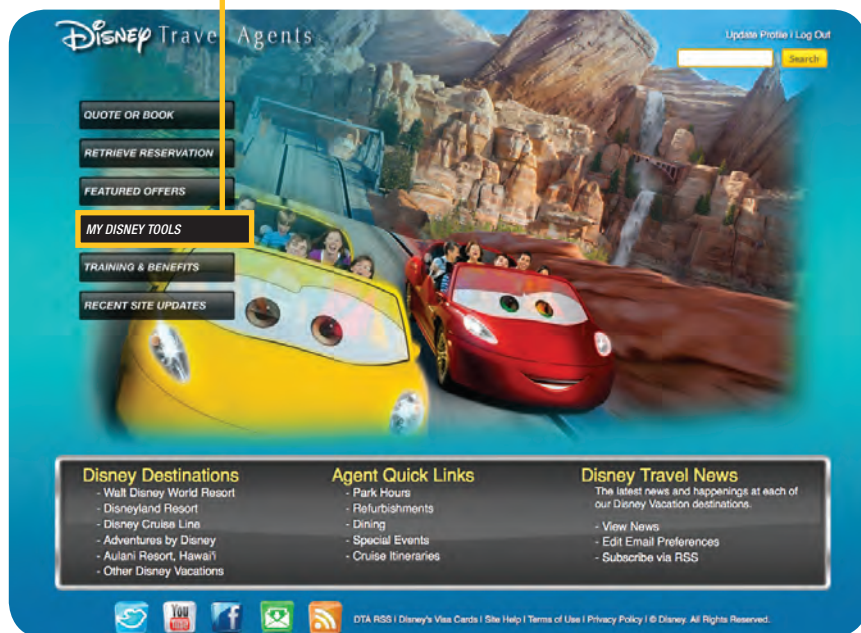 Disney Travel Agents
Update Profile | Log Out
Search
QUOTE OR BOOK
RETRIEVE RESERVATION
FEATURED OFFERS
MY DISNEY TOOLS
TRAINING & BENEFITS
RECENT SITE UPDATES
Disney Destinations
- Walt Disney World Resort
- Disneyland Resort
- Disney Cruise Line
- Adventures by Disney
- Aulani Resort, Hawai'i
- Other Disney Vacations
Agent Quick Links
- Park Hours
- Refurbishments
- Dining
- Special Events
- Cruise Itineraries
Disney Travel News
The latest news and happenings at each of
our Disney Vacation destinations.
- View News
- Edit Email Preferences
- Subscribe via RSS
You
Tube
f
DTA RSS | Disney's Visa Cards | Site Help | Terms of Use | Privacy Policy | © Disney. All Rights Reserved.